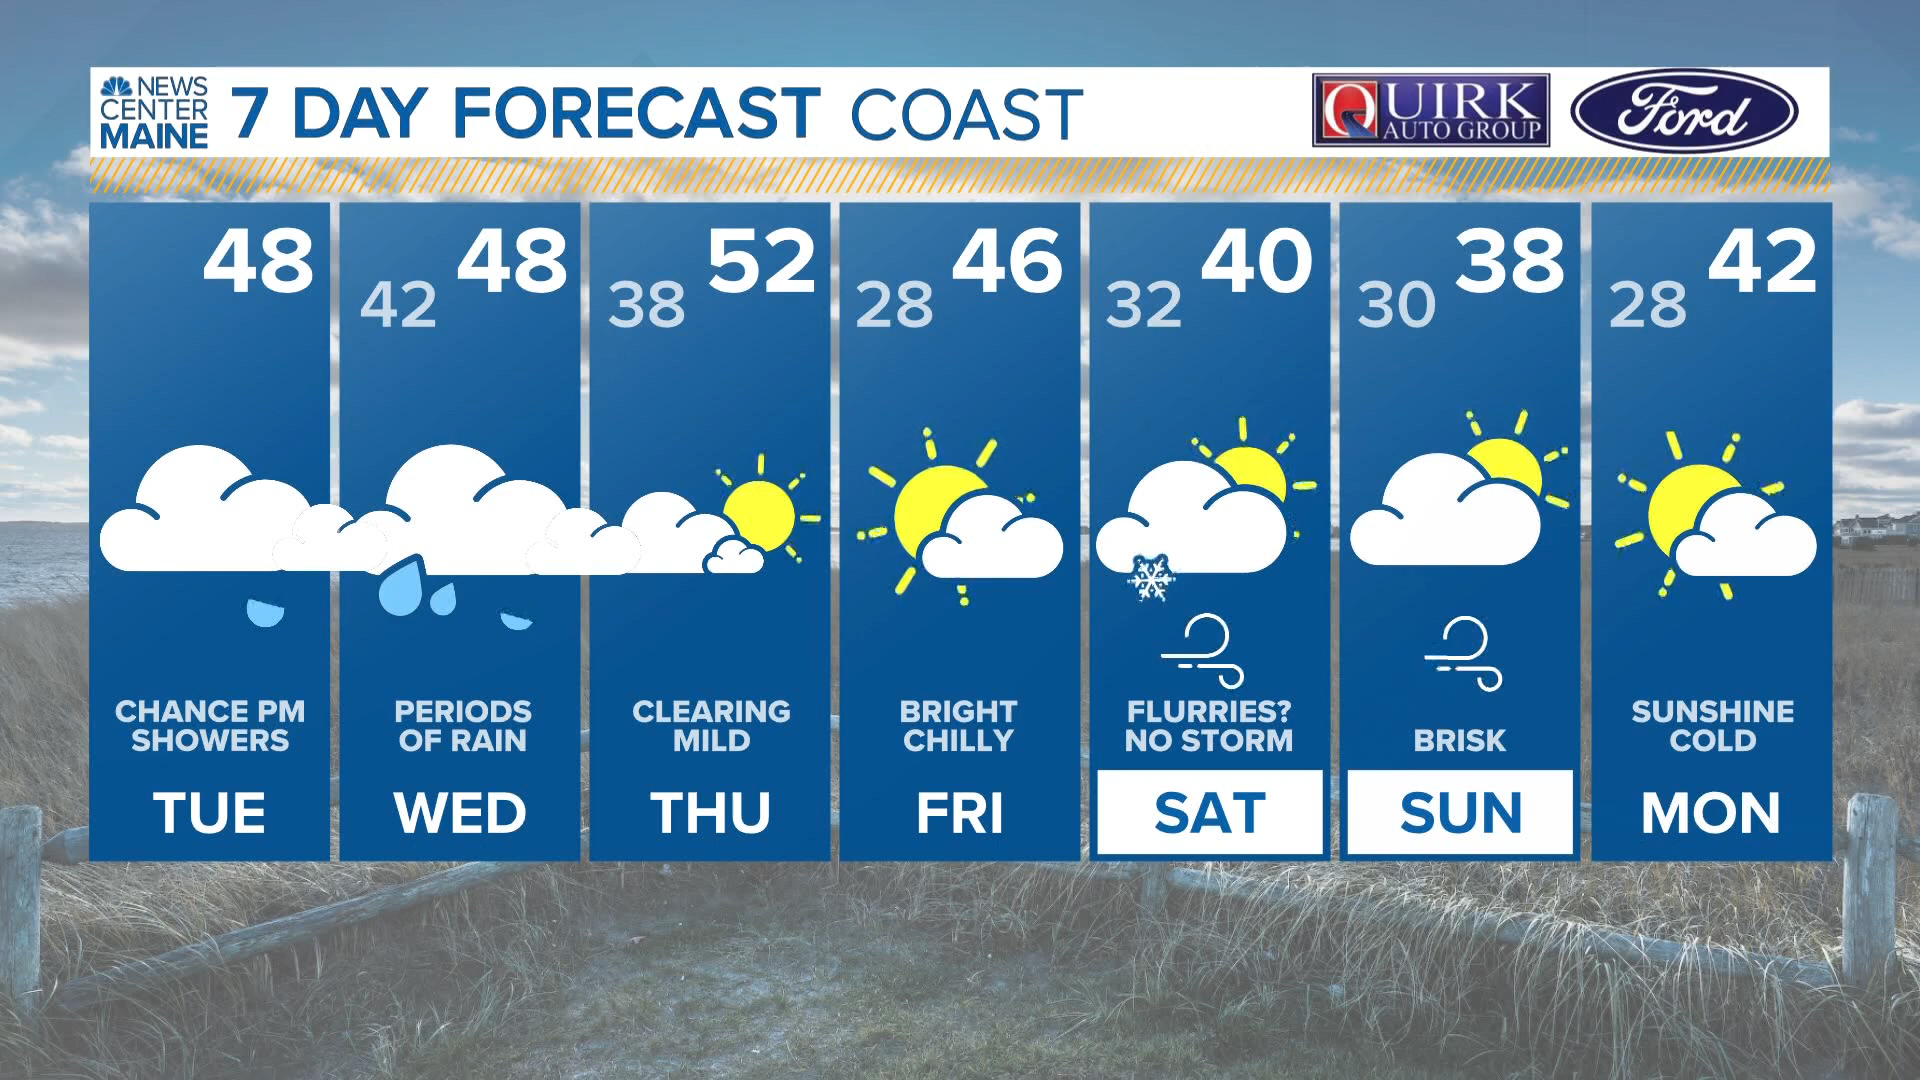 NEWS
CENTER
MAINE
7 DAY FORECAST COAST
QUIRK
AUTO GROUP
Ford
48
42 48
38 52
28 46
32 40
30 38
28 42
CHANCE PM
SHOWERS
PERIODS
OF RAIN
CLEARING
MILD
BRIGHT
CHILLY
FLURRIES?
NO STORM
BRISK
SUNSHINE
COLD
TUE
WED
THU
FRI
SAT
SUN
MON